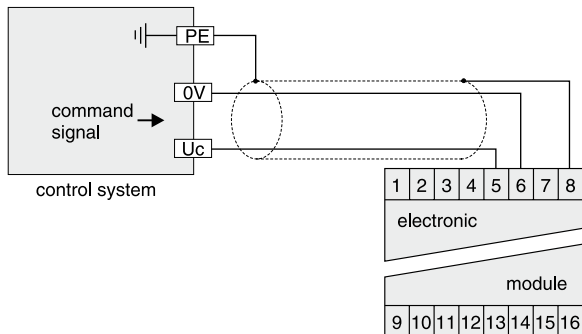 PE
0V
command
signal
Uc
control system
1 2 3 4 5 6 7 8
electronic
module
9 10 11 12 13 14 15 16